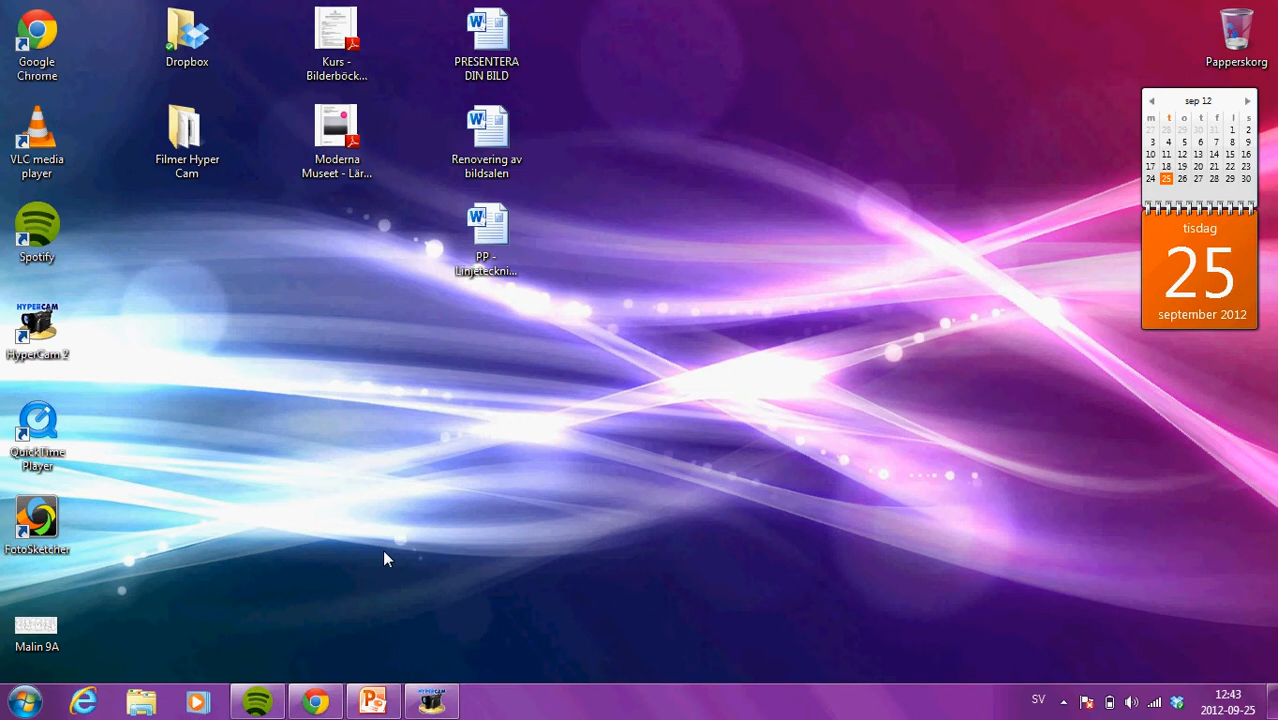 Google
Chrome
Dropbox
Kurs -
Bilderböck...
PRESENTERA
DIN BILD
Papperskorg
VLC media
player
Filmer Hyper
Cam
Moderna
Museet - Lär...
Renovering av
bildsalen
sep 12
m t o t f l s
27 28 29 30 31 1 2
3 4 5 6 7 8 9
10 11 12 13 14 15 16
17 18 19 20 21 22 23
24 25 26 27 28 29 30
Spotify
PP -
Linjeteckni...
tisdag
25
september 2012
HYPERCAM
HyperCam 2
QuickTime
Player
FotoSketcher
Malin 9A
HYPERCAM
SV
12:43
2012-09-25